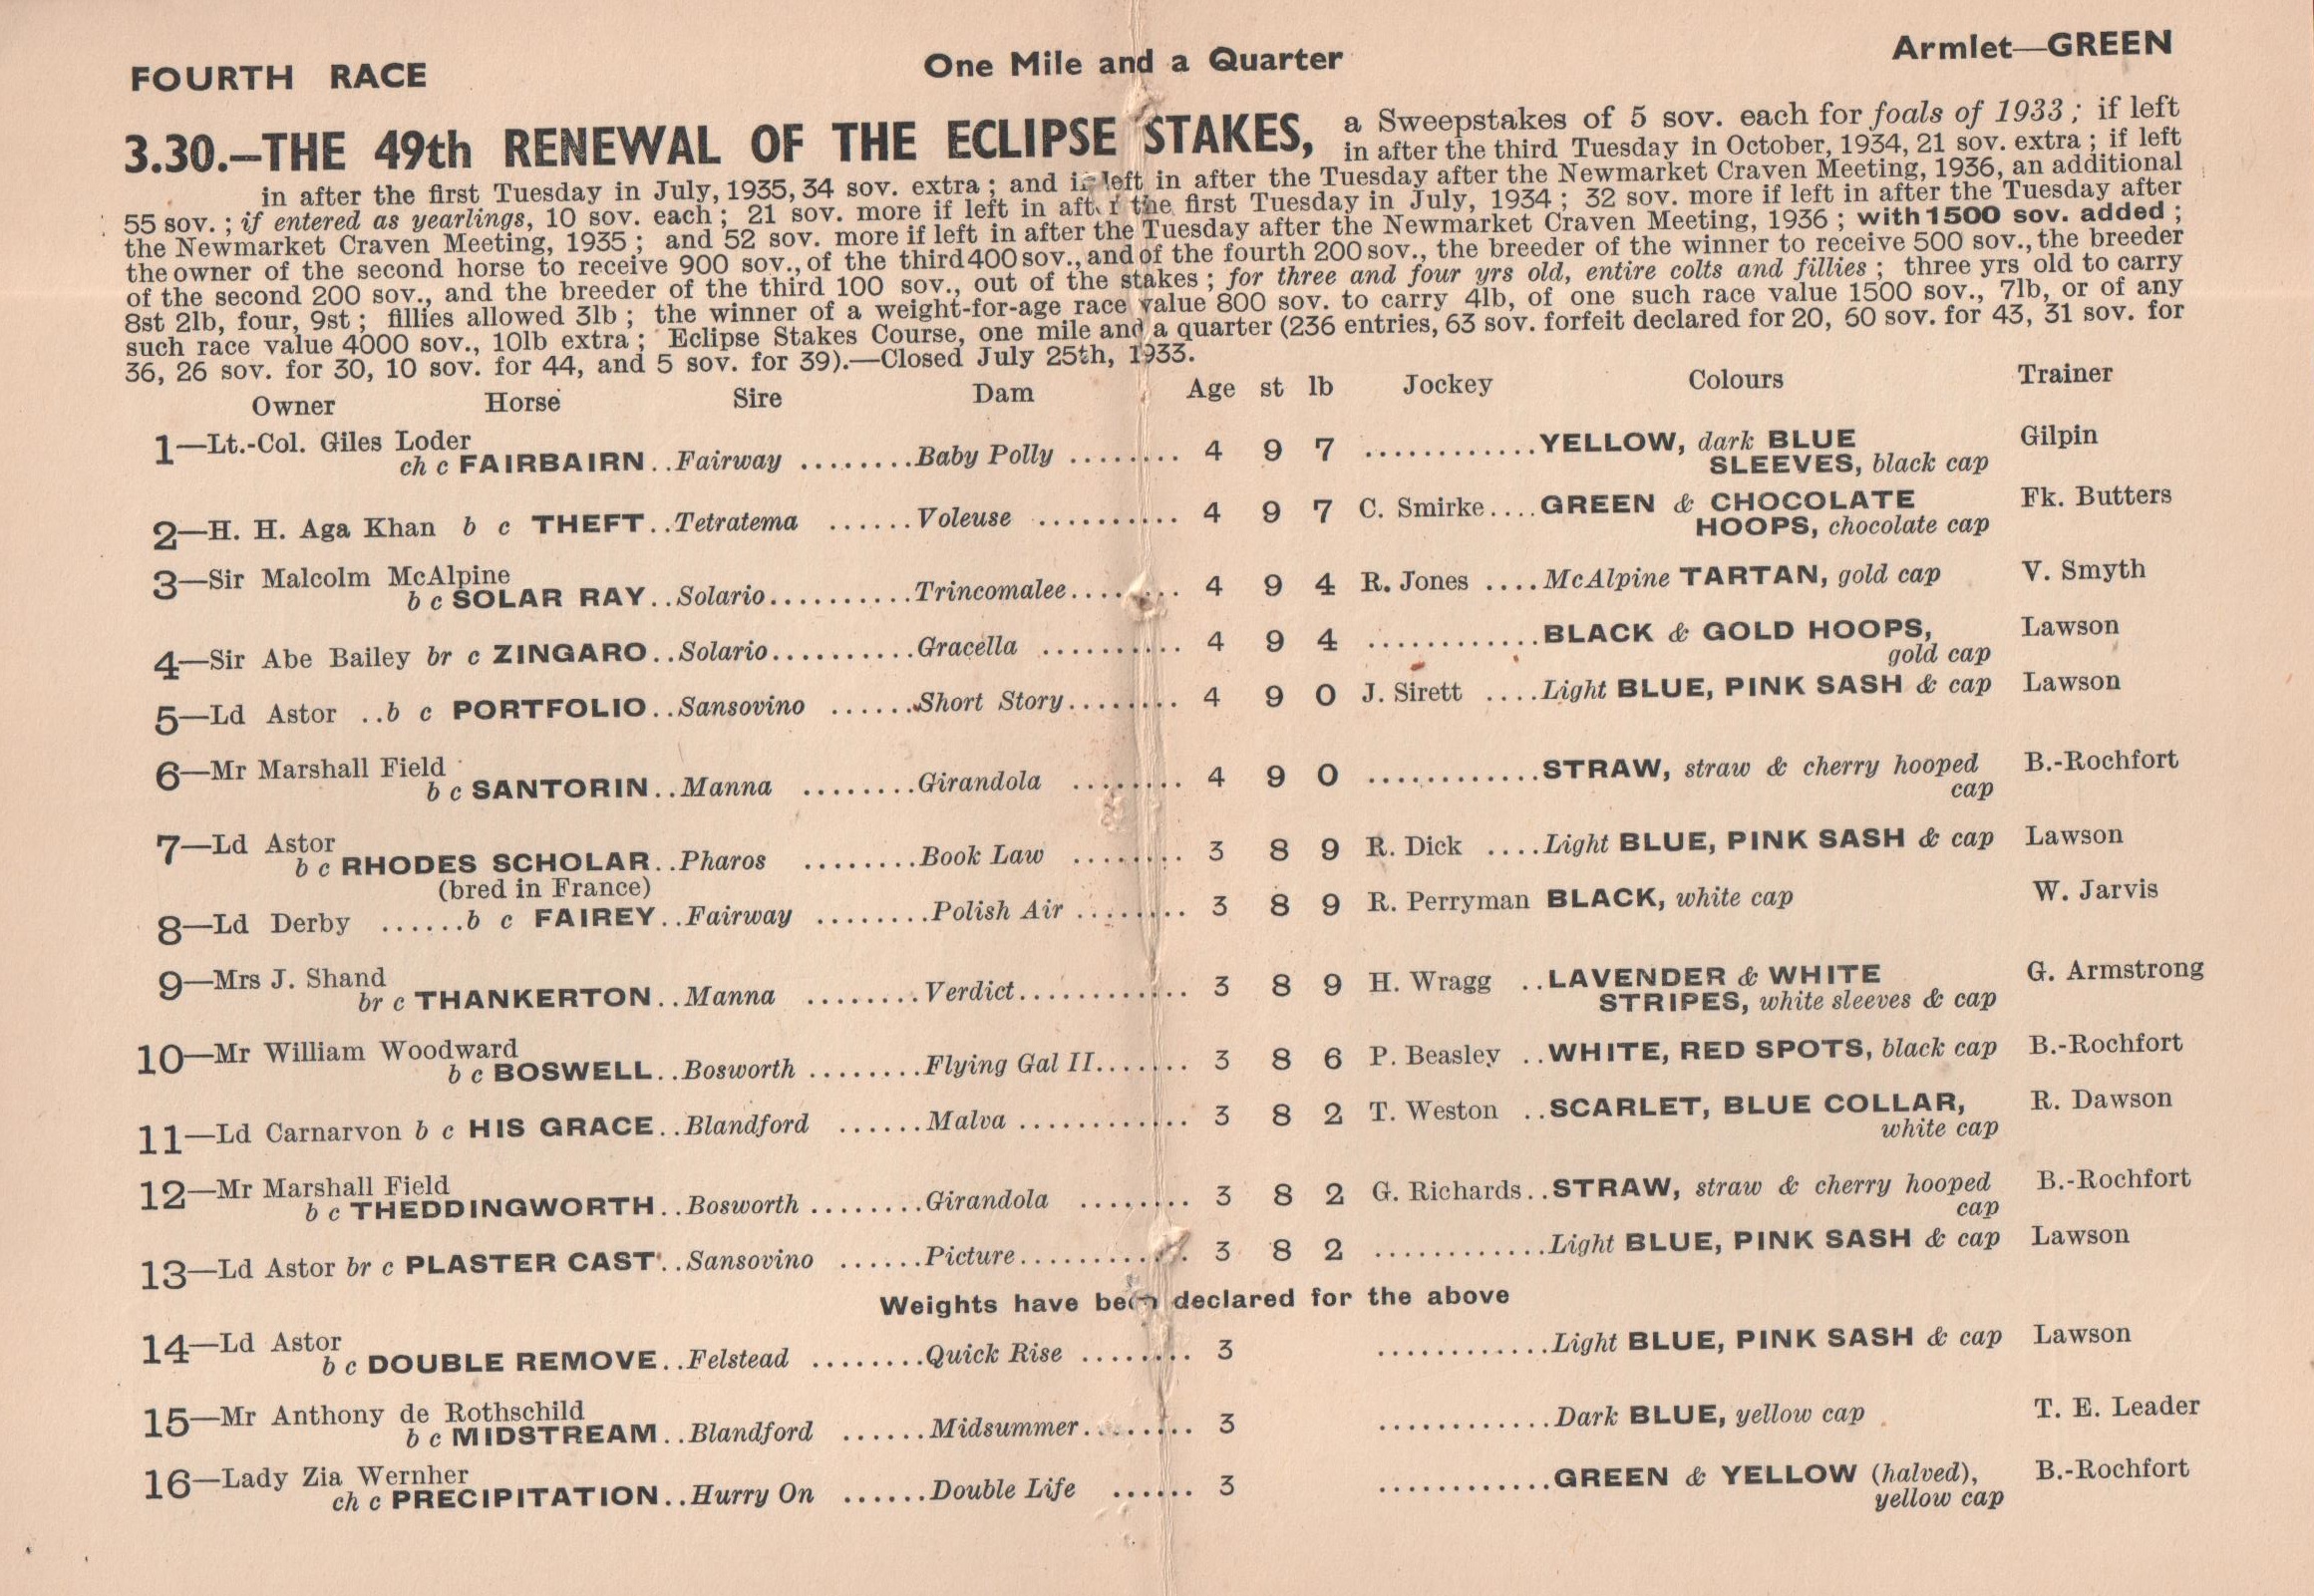 FOURTH RACE One Mile and a Quarter Armlet—GREEN
3.30.—THE 49th RENEWAL OF THE ECLIPSE STAKES, a Sweepstakes of 5 sov. each for foals of 1933 ; if left
in after the third Tuesday in October, 1934, 21 sov. extra ; if left
in after the first Tuesday in July, 1935, 34 sov. extra ; and if left in after the Tuesday after the Newmarket Craven Meeting, 1936, an additional
55 sov. ; if entered as yearlings, 10 sov. each ; 21 sov. more if left in after the first Tuesday in July, 1934 ; 32 sov. more if left in after the Tuesday after
the Newmarket Craven Meeting, 1935 ; and 52 sov. more if left in after the Tuesday after the Newmarket Craven Meeting, 1936 ; with 1500 sov. added ;
the owner of the second horse to receive 900 sov., of the third 400 sov., and of the fourth 200 sov., the breeder of the winner to receive 500 sov., the breeder
of the second 200 sov., and the breeder of the third 100 sov., out of the stakes ; for three and four yrs old, entire colts and fillies ; three yrs old to carry
8st 2lb, four, 9st ; fillies allowed 3lb ; the winner of a weight-for-age race value 800 sov. to carry 4lb, of one such race value 1500 sov., 7lb, or of any
such race value 4000 sov., 10lb extra ; Eclipse Stakes Course, one mile and a quarter (236 entries, 63 sov. forfeit declared for 20, 60 sov. for 43, 31 sov. for
36, 26 sov. for 30, 10 sov. for 44, and 5 sov. for 39).—Closed July 25th, 1933.
Owner Horse Sire Dam Age st lb Jockey Colours Trainer
1—Lt.-Col. Giles Loder
ch c FAIRBAIRN..Fairway ........Baby Polly ........ 4 9 7 ............YELLOW, dark BLUE Gilpin
SLEEVES, black cap
2—H. H. Aga Khan b c THEFT..Tetratema ......Voleuse .......... 4 9 7 C. Smirke....GREEN & CHOCOLATE Fk. Butters
HOOPS, chocolate cap
3—Sir Malcolm McAlpine
b c SOLAR RAY..Solario..........Trincomalee........ 4 9 4 R. Jones ....McAlpine TARTAN, gold cap V. Smyth
4—Sir Abe Bailey br c ZINGARO..Solario..........Gracella .......... 4 9 4 ............BLACK & GOLD HOOPS, Lawson
gold cap
5—Ld Astor ..b c PORTFOLIO..Sansovino ......Short Story........ 4 9 0 J. Sirett ....Light BLUE, PINK SASH & cap Lawson
6—Mr Marshall Field
b c SANTORIN..Manna ........Girandola ........ 4 9 0 ............STRAW, straw & cherry hooped B.-Rochfort
cap
7—Ld Astor
b c RHODES SCHOLAR..Pharos ........Book Law ........ 3 8 9 R. Dick ....Light BLUE, PINK SASH & cap Lawson
(bred in France)
8—Ld Derby ......b c FAIREY..Fairway ........Polish Air ........ 3 8 9 R. Perryman BLACK, white cap W. Jarvis
9—Mrs J. Shand
br c THANKERTON..Manna ........Verdict............ 3 8 9 H. Wragg ..LAVENDER & WHITE G. Armstrong
STRIPES, white sleeves & cap
10—Mr William Woodward
b c BOSWELL..Bosworth ........Flying Gal II....... 3 8 6 P. Beasley ..WHITE, RED SPOTS, black cap B.-Rochfort
11—Ld Carnarvon b c HIS GRACE..Blandford ......Malva ............ 3 8 2 T. Weston ..SCARLET, BLUE COLLAR, R. Dawson
white cap
12—Mr Marshall Field
b c THEDDINGWORTH..Bosworth ........Girandola ........ 3 8 2 G. Richards..STRAW, straw & cherry hooped B.-Rochfort
cap
13—Ld Astor br c PLASTER CAST..Sansovino ......Picture............ 3 8 2 ............Light BLUE, PINK SASH & cap Lawson
Weights have been declared for the above
14—Ld Astor
b c DOUBLE REMOVE..Felstead ........Quick Rise ........ 3 ............Light BLUE, PINK SASH & cap Lawson
15—Mr Anthony de Rothschild
b c MIDSTREAM..Blandford ......Midsummer........ 3 ............Dark BLUE, yellow cap T. E. Leader
16—Lady Zia Wernher
ch c PRECIPITATION..Hurry On ......Double Life ...... 3 ............GREEN & YELLOW (halved), B.-Rochfort
yellow cap